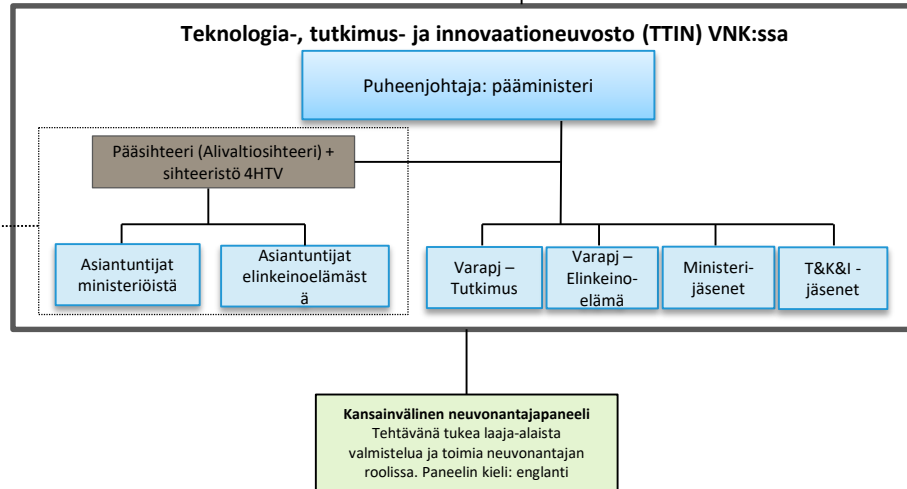 Teknologia-, tutkimus- ja innovaationeuvosto (TTIN) VNK:ssa
Puheenjohtaja: pääministeri
Pääsihteeri (Alivaltiosihteeri) +
sihteeristö 4HTV
Asiantuntijat
ministeriöistä
Asiantuntijat
elinkeinoelämäst
ä
Varapj –
Tutkimus
Varapj –
Elinkeino-
elämä
Ministeri-
jäsenet
T&K&I -
jäsenet
Kansainvälinen neuvonantajapaneeli
Tehtävänä tukea laaja-alaista
valmistelua ja toimia neuvonantajan
roolissa. Paneelin kieli: englanti